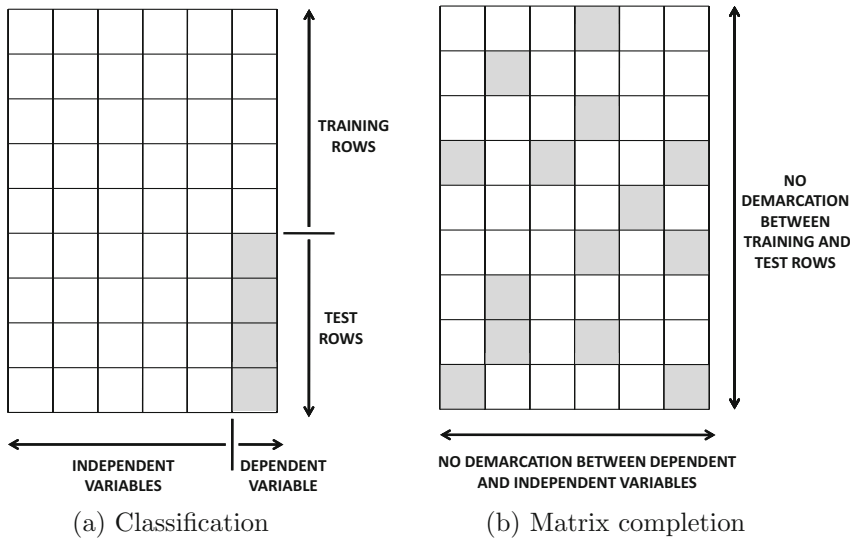 TRAINING
ROWS
TEST
ROWS
INDEPENDENT
VARIABLES
DEPENDENT
VARIABLE
(a) Classification
NO
DEMARCATION
BETWEEN
TRAINING AND
TEST ROWS
NO DEMARCATION BETWEEN DEPENDENT
AND INDEPENDENT VARIABLES
(b) Matrix completion